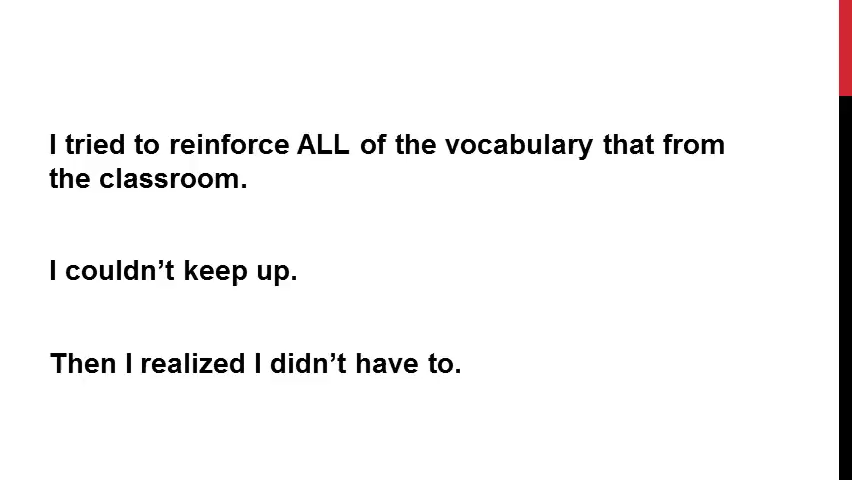 I tried to reinforce ALL of the vocabulary that from
the classroom.
I couldn’t keep up.
Then I realized I didn’t have to.